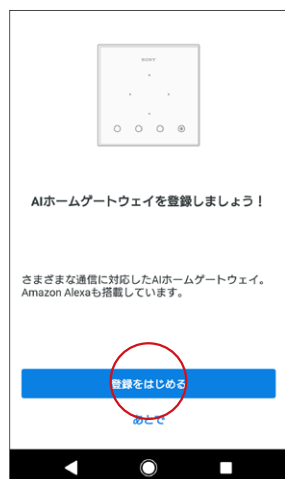 SONY
AIホームゲートウェイを登録しましょう！
さまざまな通信に対応したAIホームゲートウェイ。
Amazon Alexaも搭載しています。
登録をはじめる
あとで